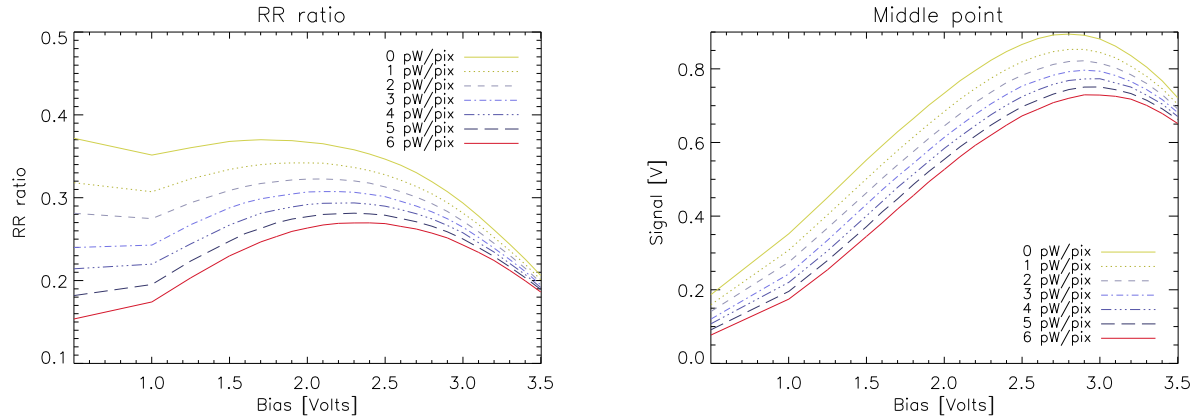 RR ratio
0.5
0.4
0.3
0.2
0.1
RR ratio
0 pW/pix
1 pW/pix
2 pW/pix
3 pW/pix
4 pW/pix
5 pW/pix
6 pW/pix
1.0 1.5 2.0 2.5 3.0 3.5
Bias [Volts]
Middle point
0.8
0.6
0.4
0.2
0.0
Signal [V]
0 pW/pix
1 pW/pix
2 pW/pix
3 pW/pix
4 pW/pix
5 pW/pix
6 pW/pix
1.0 1.5 2.0 2.5 3.0 3.5
Bias [Volts]